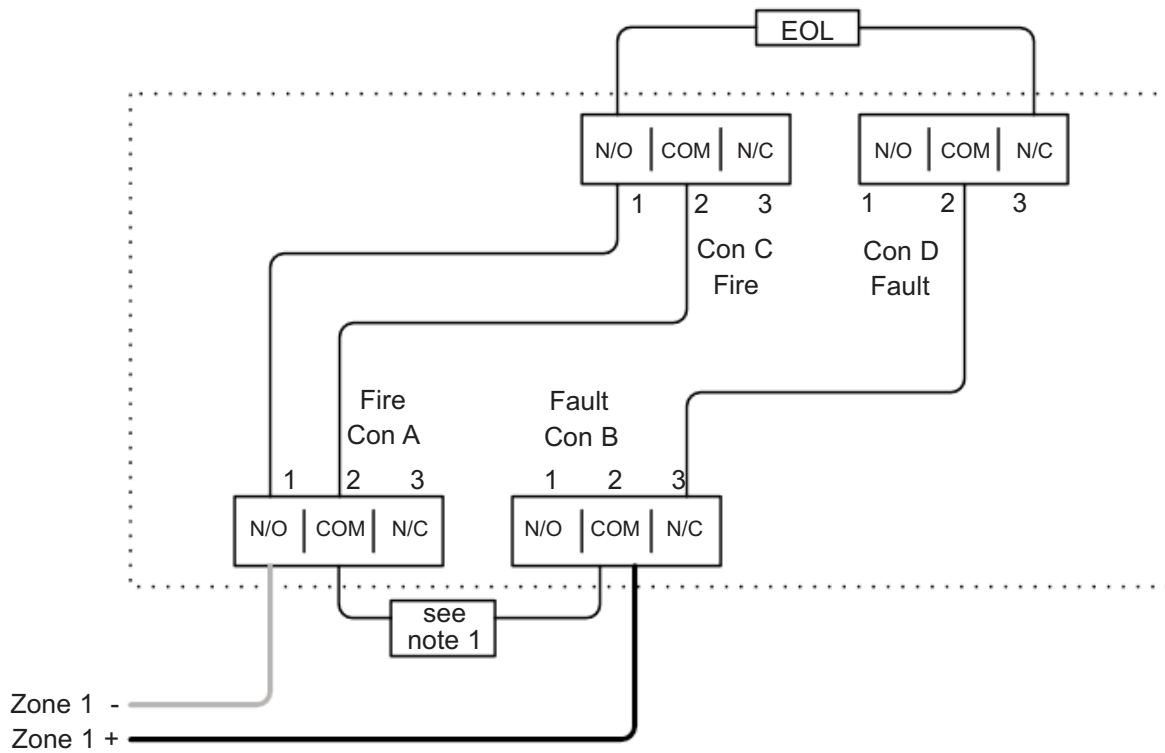 EOL
N/O COM N/C
N/O COM N/C
1 2 3
1 2 3
Con C
Fire
Con D
Fault
Fire
Con A
Fault
Con B
1 2 3
1 2 3
N/O COM N/C
N/O COM N/C
see
note 1
Zone 1 -
Zone 1 +